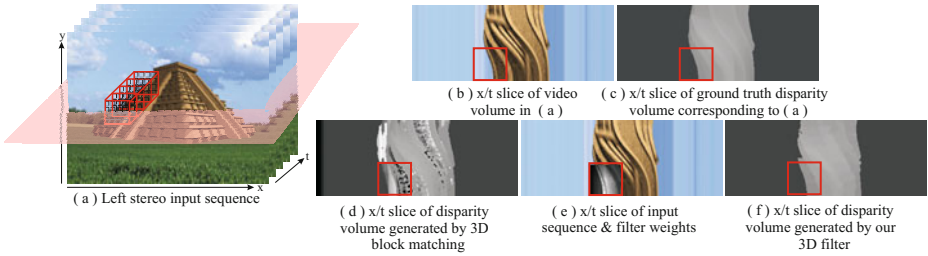 y
x
t
( a ) Left stereo input sequence
( b ) x/t slice of video
volume in ( a )
( c ) x/t slice of ground truth disparity
volume corresponding to ( a )
( d ) x/t slice of disparity
volume generated by 3D
block matching
( e ) x/t slice of input
sequence & filter weights
( f ) x/t slice of disparity
volume generated by our
3D filter